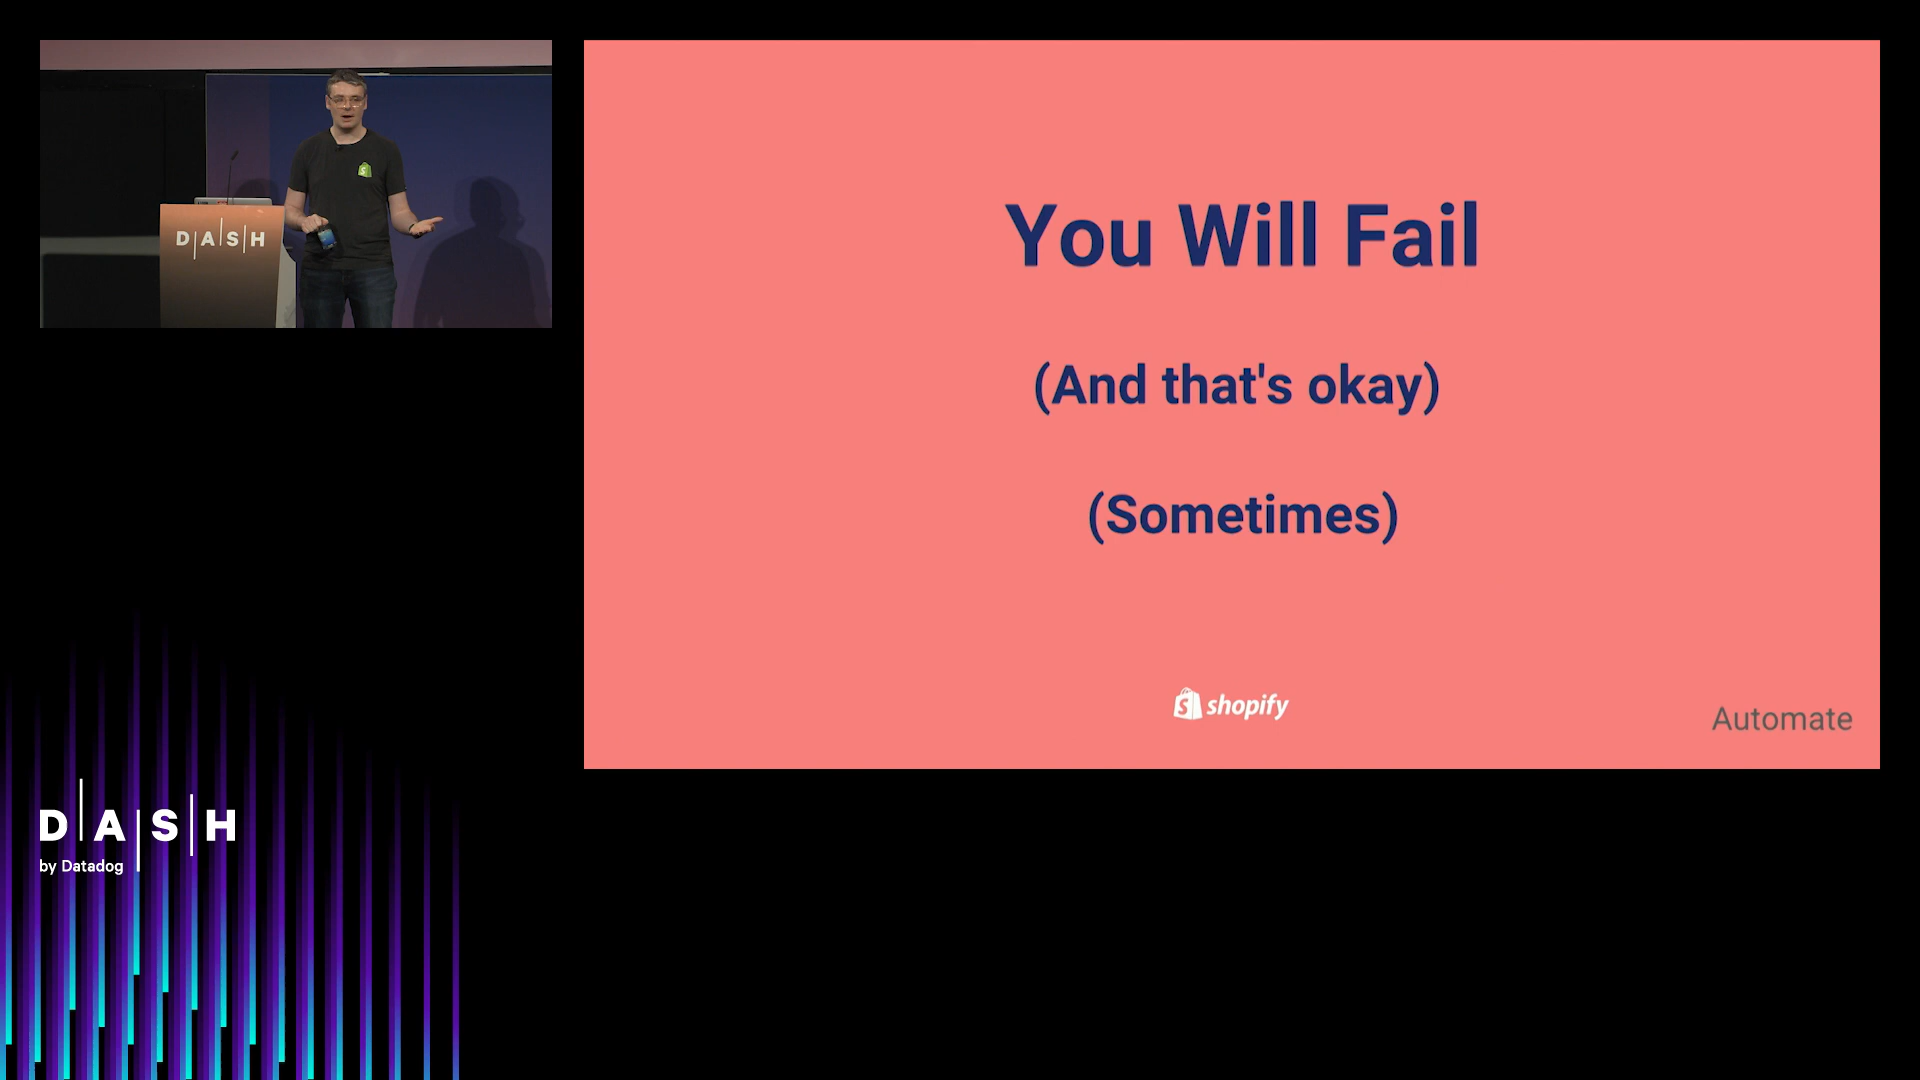 D|A|S|H
You Will Fail
(And that's okay)
(Sometimes)
shopify
Automate
D|A|S|H
by Datadog